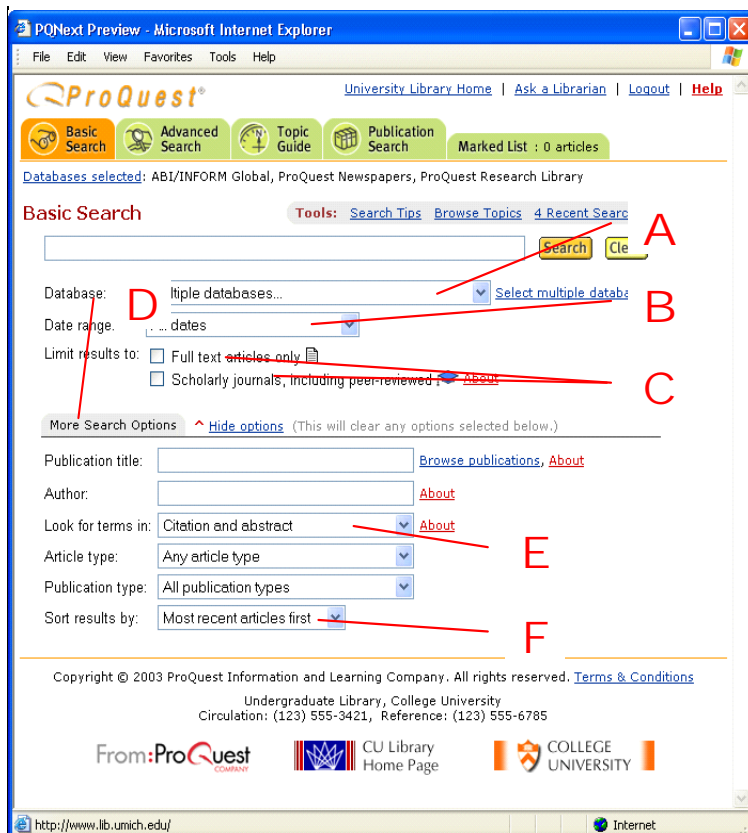 PQNext Preview - Microsoft Internet Explorer
File Edit View Favorites Tools Help
ProQuest®
University Library Home | Ask a Librarian | Logout | Help
Basic Search
Advanced Search
Topic Guide
Publication Search
Marked List : 0 articles
Databases selected: ABI/INFORM Global, ProQuest Newspapers, ProQuest Research Library
Basic Search
Tools: Search Tips Browse Topics 4 Recent Searc
A
Search Cle
Database: D ltiple databases... Select multiple datab
B
Date range. dates
Limit results to: Full text articles only
C
Scholarly journals, including peer-reviewed About
More Search Options ^ Hide options (This will clear any options selected below.)
Publication title: Browse publications, About
Author: About
Look for terms in: Citation and abstract About
E
Article type: Any article type
Publication type: All publication types
Sort results by: Most recent articles first
F
Copyright © 2003 ProQuest Information and Learning Company. All rights reserved. Terms & Conditions
Undergraduate Library, College University
Circulation: (123) 555-3421, Reference: (123) 555-6785
From:ProQuest COMPANY
CU Library Home Page
COLLEGE UNIVERSITY
http://www.lib.umich.edu/ Internet